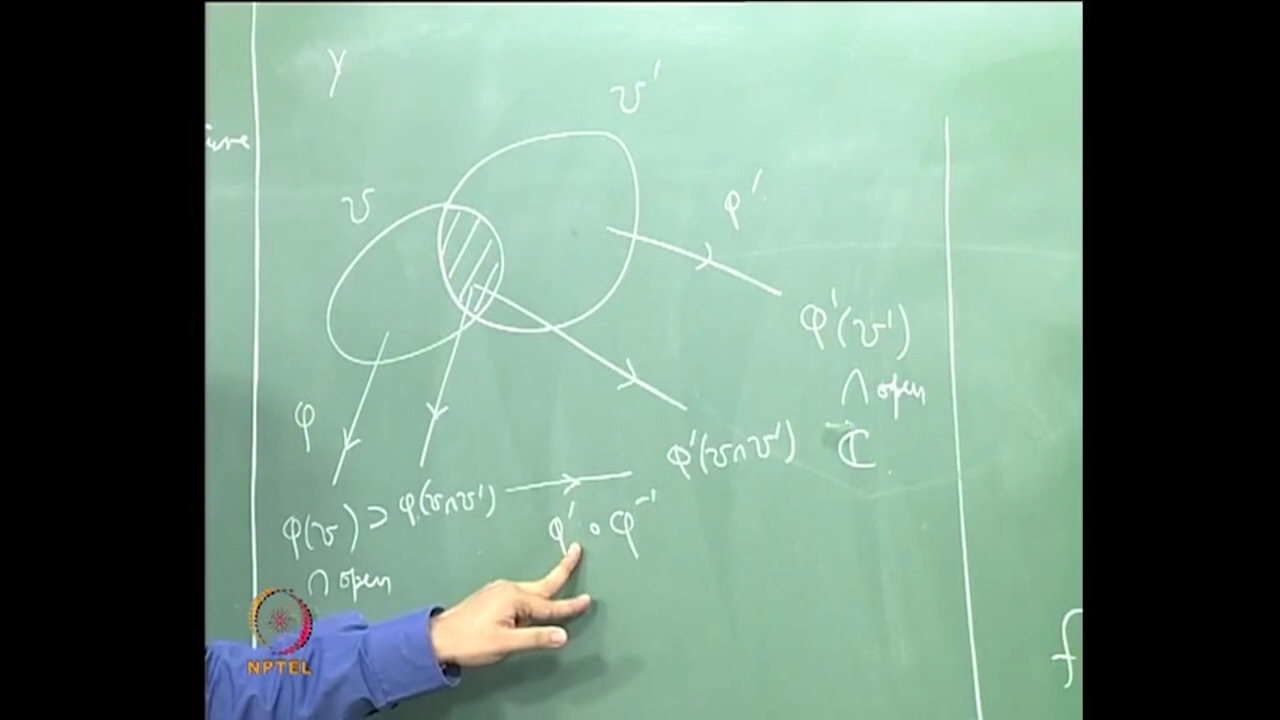 Y
v'
v
φ'
φ'(v')
∩ open
ℂ
φ
φ'(v∩v')
φ(v) ⊃ φ(v∩v')
φ' ∘ φ⁻¹
∩ open
f
NPTEL